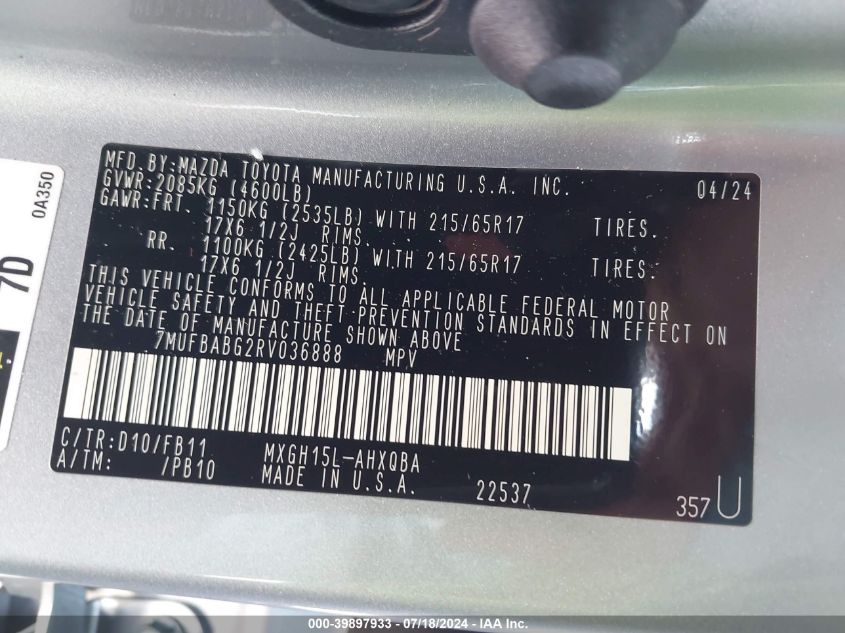 MFD. BY:MAZDA TOYOTA MANUFACTURING U.S.A. INC. 04/24
GVWR:2085KG (4600LB)
GAWR:FRT. 1150KG (2535LB) WITH 215/65R17 TIRES.
17X6 1/2J RIMS.
RR. 1100KG (2425LB) WITH 215/65R17 TIRES.
17X6 1/2J RIMS.
THIS VEHICLE CONFORMS TO ALL APPLICABLE FEDERAL MOTOR
VEHICLE SAFETY AND THEFT-PREVENTION STANDARDS IN EFFECT ON
THE DATE OF MANUFACTURE SHOWN ABOVE
7MUFBABG2RV036888 MPV
C/TR:D10/FB11 MXGH15L-AHXQBA
A/TM: /PB10 MADE IN U.S.A. 22537
357U
0A350
7D
000-39897933 - 07/18/2024 - IAA Inc.